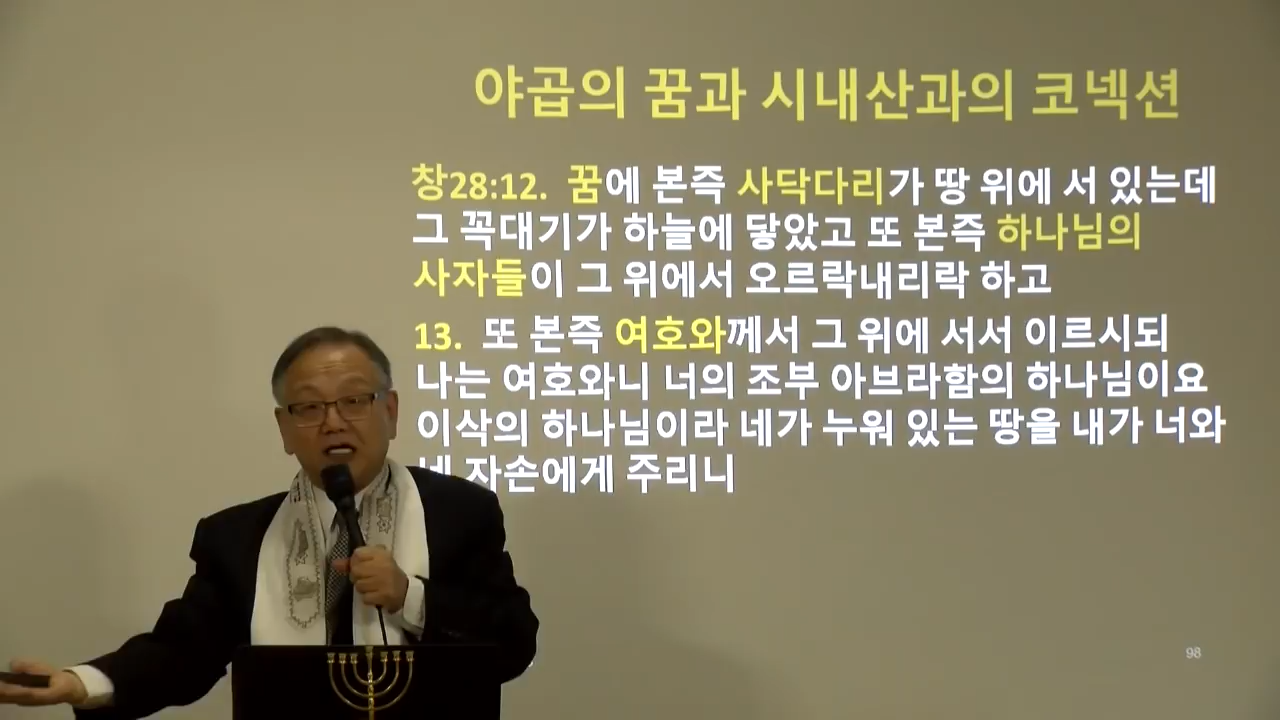 야곱의 꿈과 시내산과의 코넥션
창28:12. 꿈에 본즉 사닥다리가 땅 위에 서 있는데
그 꼭대기가 하늘에 닿았고 또 본즉 하나님의
사자들이 그 위에서 오르락내리락 하고
13. 또 본즉 여호와께서 그 위에 서서 이르시되
나는 여호와니 너의 조부 아브라함의 하나님이요
이삭의 하나님이라 네가 누워 있는 땅을 내가 너와
네 자손에게 주리니
98